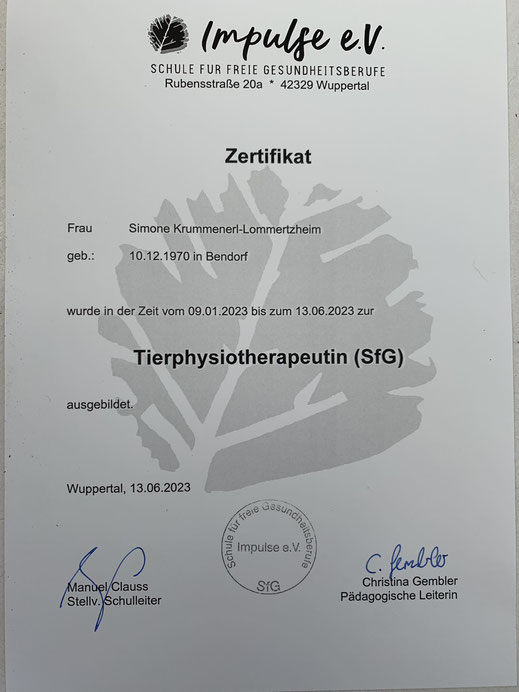 Impulse e.V.
SCHULE FÜR FREIE GESUNDHEITSBERUFE
Rubensstraße 20a * 42329 Wuppertal
Zertifikat
Frau Simone Krummenerl-Lommertzheim
geb.: 10.12.1970 in Bendorf
wurde in der Zeit vom 09.01.2023 bis zum 13.06.2023 zur
Tierphysiotherapeutin (SfG)
ausgebildet.
Wuppertal, 13.06.2023
Schule für freie Gesundheitsberufe
Impulse e.V.
SfG
Manuel Clauss
Stellv. Schulleiter
C. Gembler
Christina Gembler
Pädagogische Leiterin